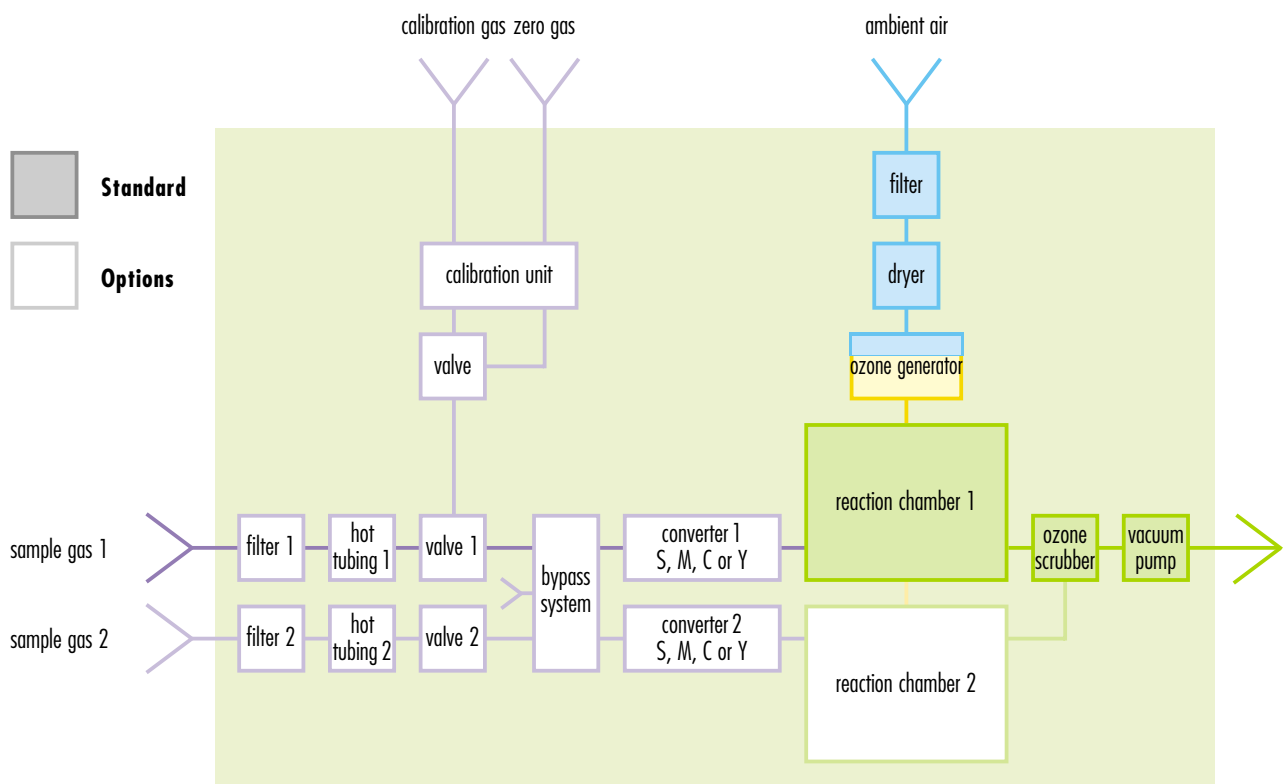 calibration gas zero gas
ambient air
Standard
filter
Options
calibration unit
dryer
valve
ozone generator
reaction chamber 1
sample gas 1
filter 1
hot
tubing 1
valve 1
bypass
system
converter 1
S, M, C or Y
ozone
scrubber
vacuum
pump
sample gas 2
filter 2
hot
tubing 2
valve 2
converter 2
S, M, C or Y
reaction chamber 2